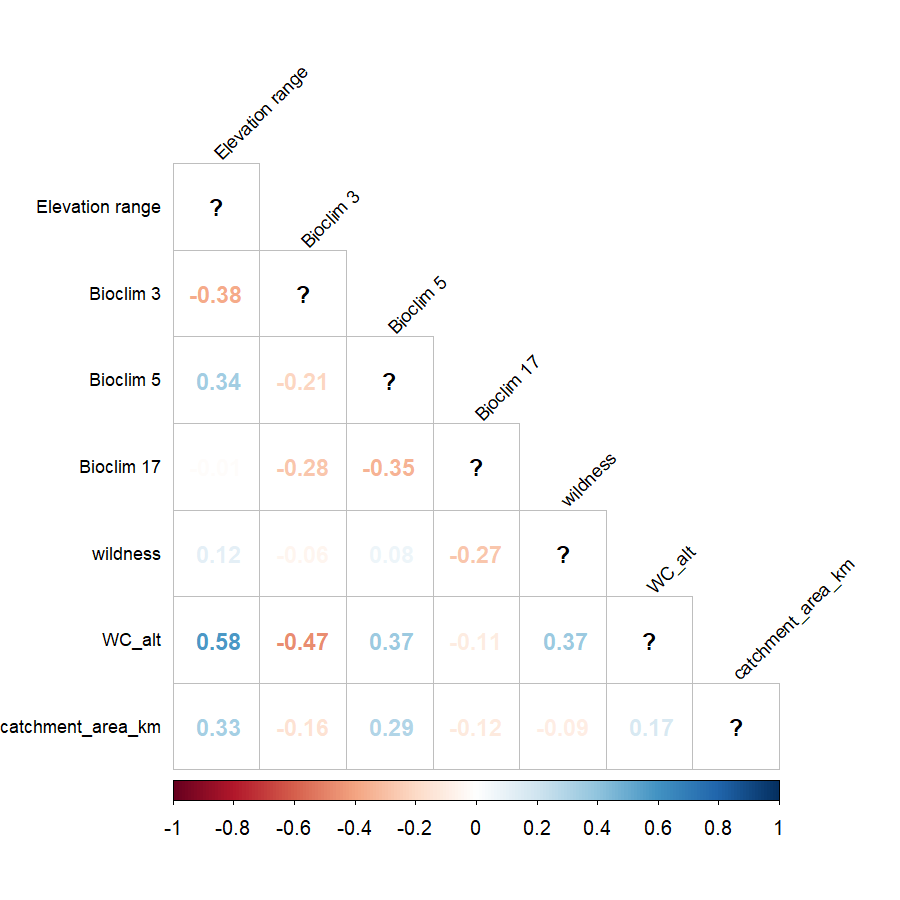 Elevation range
Elevation range ?
Bioclim 3
Bioclim 3 -0.38 ?
Bioclim 5
Bioclim 5 0.34 -0.21 ?
Bioclim 17
Bioclim 17 -0.01 -0.28 -0.35 ?
wildness
wildness 0.12 -0.06 0.08 -0.27 ?
WC_alt
WC_alt 0.58 -0.47 0.37 -0.11 0.37 ?
catchment_area_km
catchment_area_km 0.33 -0.16 0.29 -0.12 -0.09 0.17 ?
-1 -0.8 -0.6 -0.4 -0.2 0 0.2 0.4 0.6 0.8 1